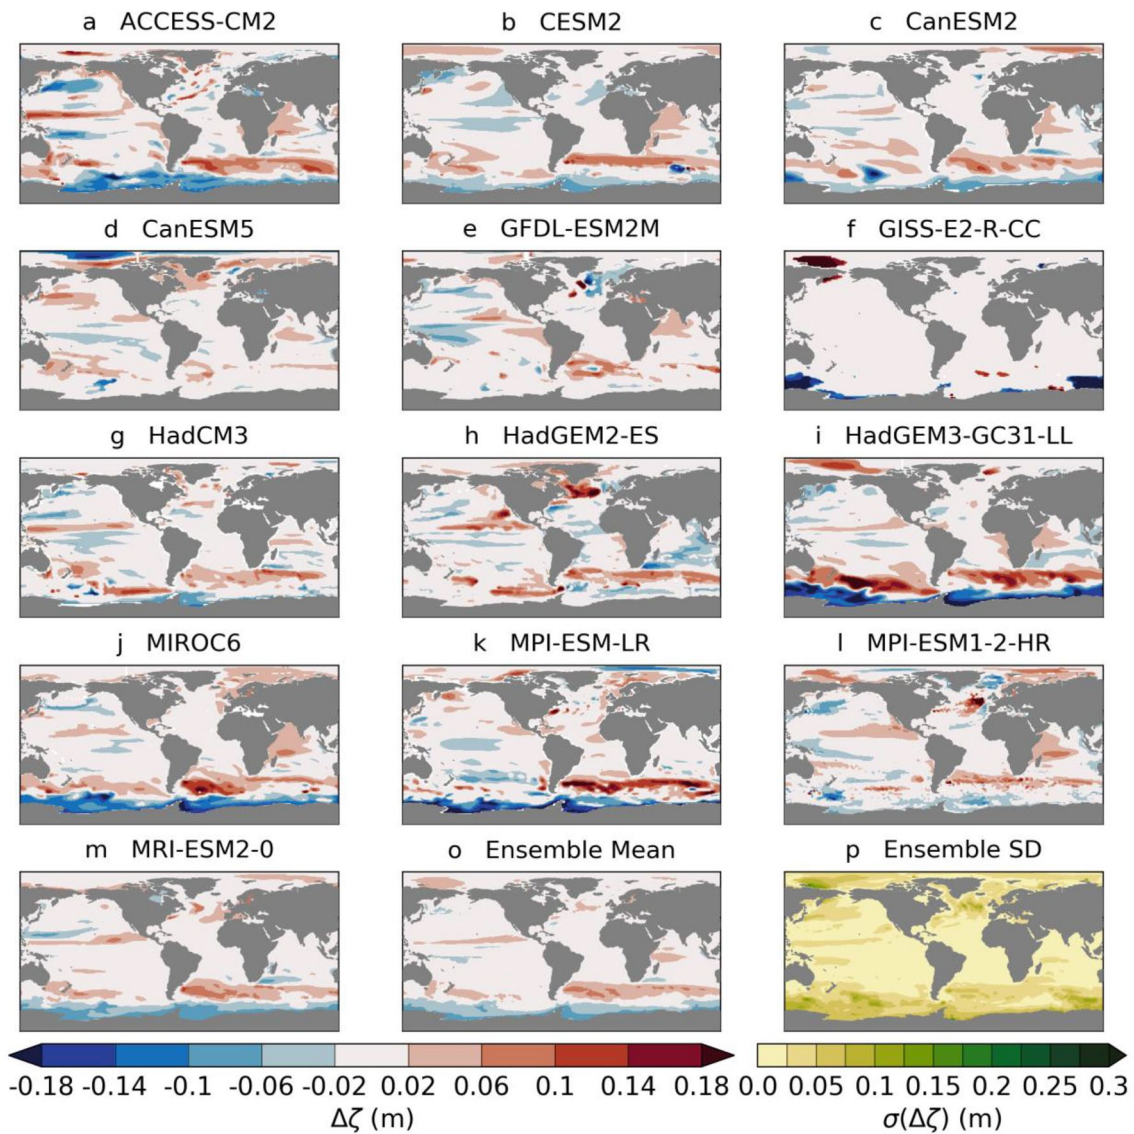 a ACCESS-CM2 b CESM2 c CanESM2
d CanESM5 e GFDL-ESM2M f GISS-E2-R-CC
g HadCM3 h HadGEM2-ES i HadGEM3-GC31-LL
j MIROC6 k MPI-ESM-LR l MPI-ESM1-2-HR
m MRI-ESM2-0 o Ensemble Mean p Ensemble SD
-0.18 -0.14 -0.1 -0.06 -0.02 0.02 0.06 0.1 0.14 0.18 0.0 0.05 0.1 0.15 0.2 0.25 0.3
Δζ (m) σ(Δζ) (m)